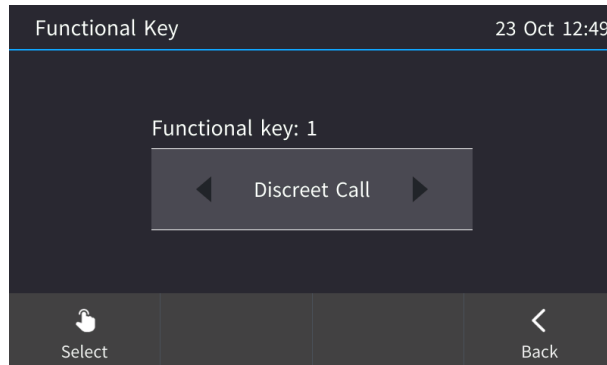 Functional Key 23 Oct 12:49
Functional key: 1
Discreet Call
Select Back